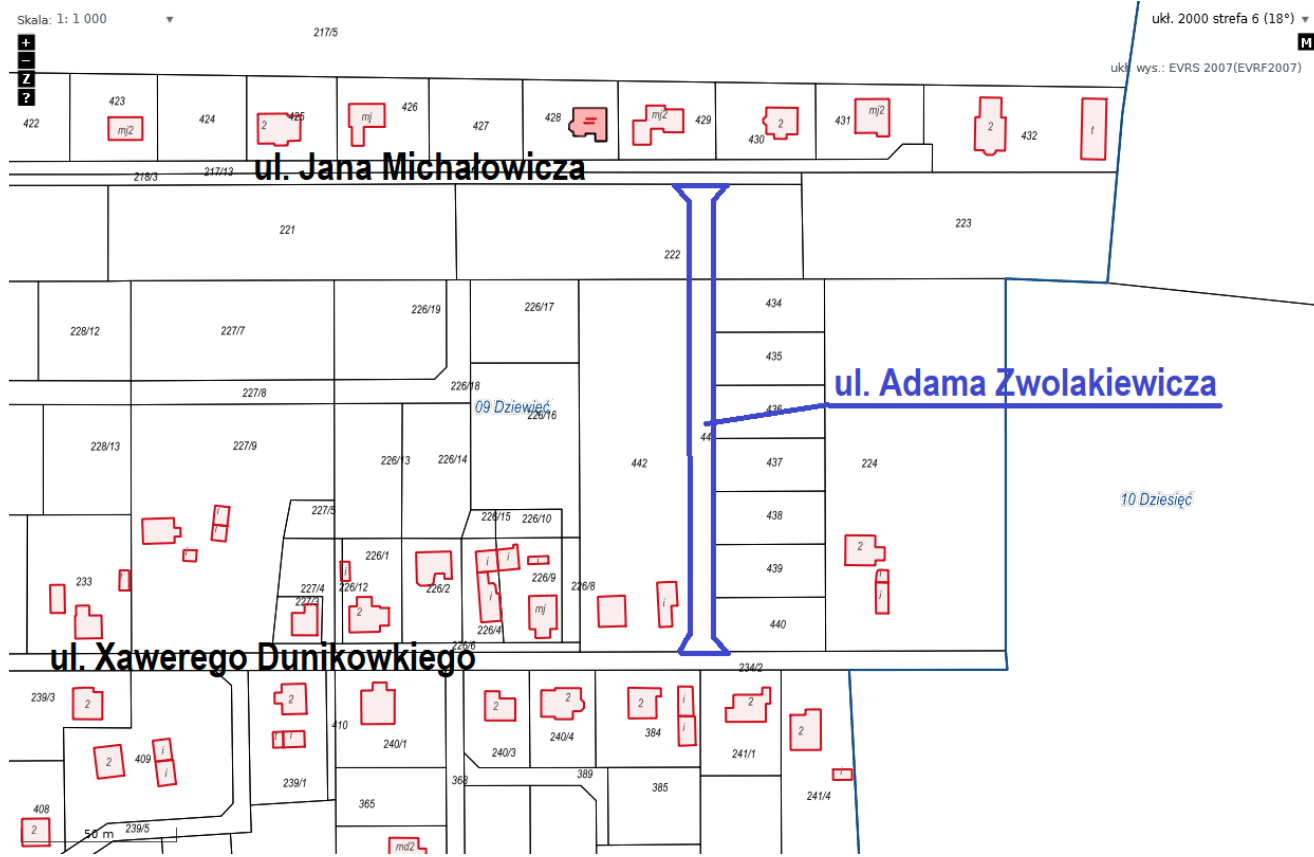 Skala: 1: 1 000
ukł. 2000 strefa 6 (18°)
+
−
Z
?
M
ukł. wys.: EVRS 2007(EVRF2007)
217/5
422
423
mj2
424
2
425
mj
426
427
428
=
mj2
429
2
430
431
mj2
2
432
t
218/3
217/13
ul. Jana Michałowicza
221
222
223
228/12
227/7
226/19
226/17
434
435
227/8
226/18
ul. Adama Zwolakiewicza
09 Dziewięć
226/16
436
44
228/13
227/9
226/13
226/14
442
437
224
10 Dziesięć
227/5
226/15
226/10
438
i
i
i
2
226/1
i
i
i
i
439
i
233
i
227/4
226/12
226/2
226/9
226/8
227/3
2
i
mj
i
i
226/4
440
226/6
ul. Xawerego Dunikowkiego
234/2
239/3
2
2
410
2
2
2
i
2
i
i
i
240/1
240/3
240/4
384
241/1
2
409
2
i
i
239/1
368
389
385
i
241/4
408
365
2
50 m
239/5
md2